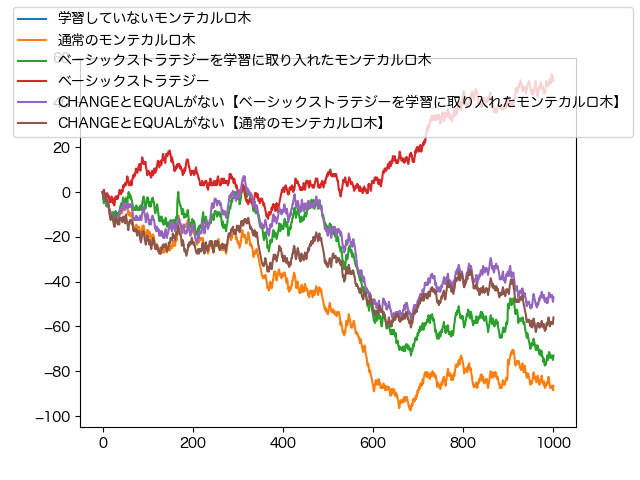 学習していないモンテカルロ木
通常のモンテカルロ木
ベーシックストラテジーを学習に取り入れたモンテカルロ木
ベーシックストラテジー
CHANGEとEQUALがない【ベーシックストラテジーを学習に取り入れたモンテカルロ木】
CHANGEとEQUALがない【通常のモンテカルロ木】
60
20
0
−20
−40
−60
−80
−100
0 200 400 600 800 1000